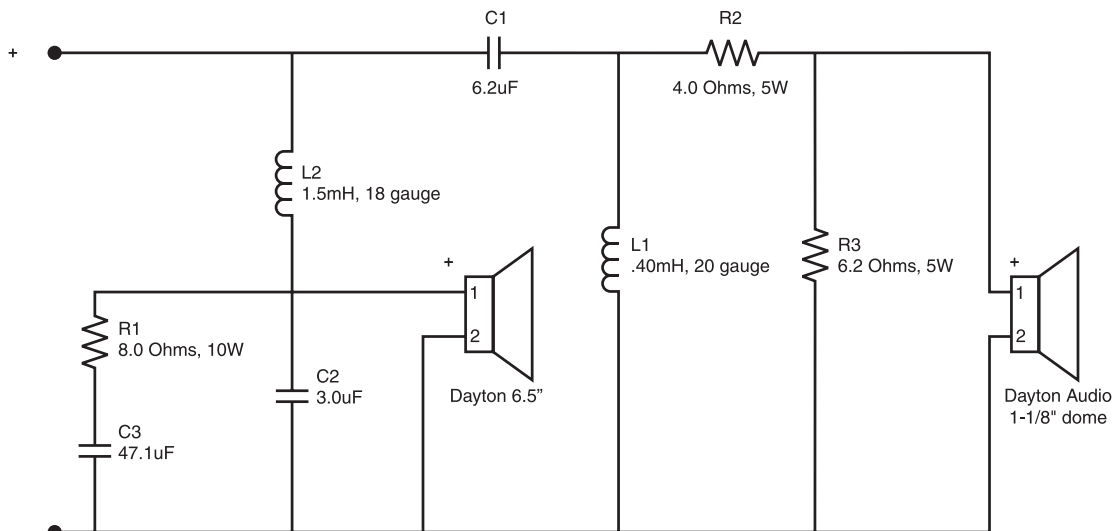 C1
R2
+
6.2uF
4.0 Ohms, 5W
L2
1.5mH, 18 gauge
+
L1
.40mH, 20 gauge
R3
6.2 Ohms, 5W
+
1
2
1
2
R1
8.0 Ohms, 10W
C2
3.0uF
Dayton 6.5”
Dayton Audio
1-1/8" dome
C3
47.1uF